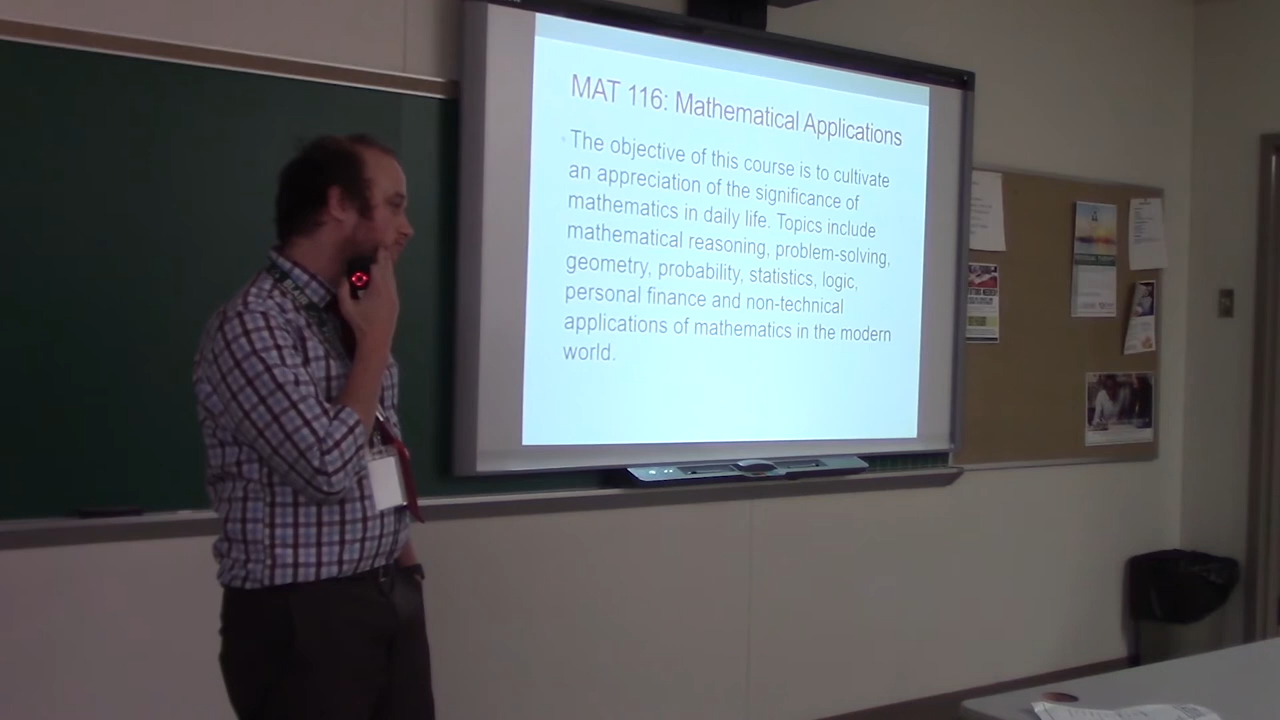 MAT 116: Mathematical Applications
The objective of this course is to cultivate
an appreciation of the significance of
mathematics in daily life. Topics include
mathematical reasoning, problem-solving,
geometry, probability, statistics, logic,
personal finance and non-technical
applications of mathematics in the modern
world.